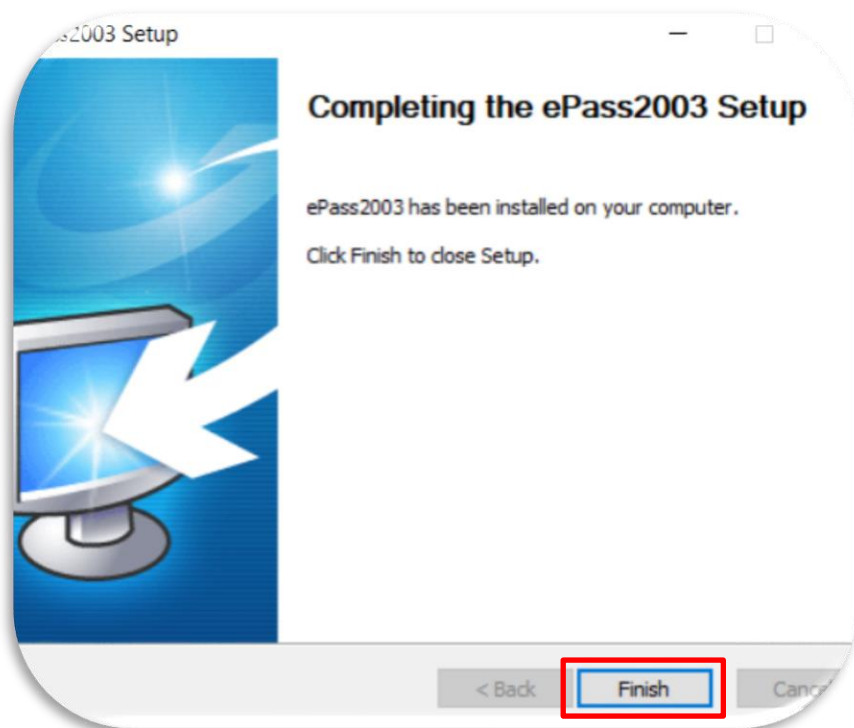 2003 Setup
Completing the ePass2003 Setup
ePass2003 has been installed on your computer.
Click Finish to close Setup.
< Back Finish